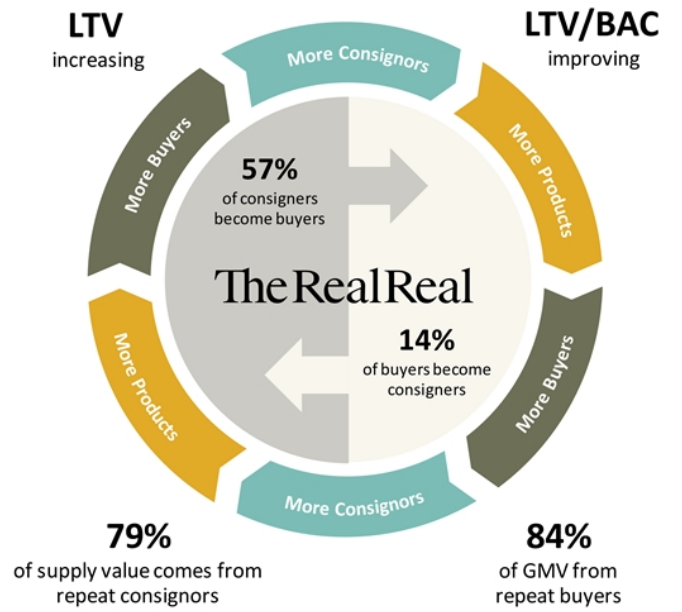 LTV
increasing
LTV/BAC
improving
More Consignors
More Products
More Buyers
More Consignors
More Products
More Buyers
57%
of consigners
become buyers
TheRealReal
14%
of buyers become
consigners
79%
of supply value comes from
repeat consignors
84%
of GMV from
repeat buyers